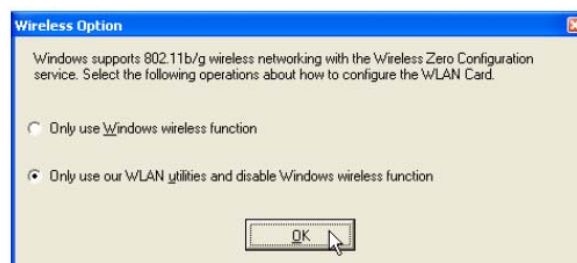 Wireless Option
Windows supports 802.11b/g wireless networking with the Wireless Zero Configuration
service. Select the following operations about how to configure the WLAN Card.
Only use Windows wireless function
Only use our WLAN utilities and disable Windows wireless function
OK